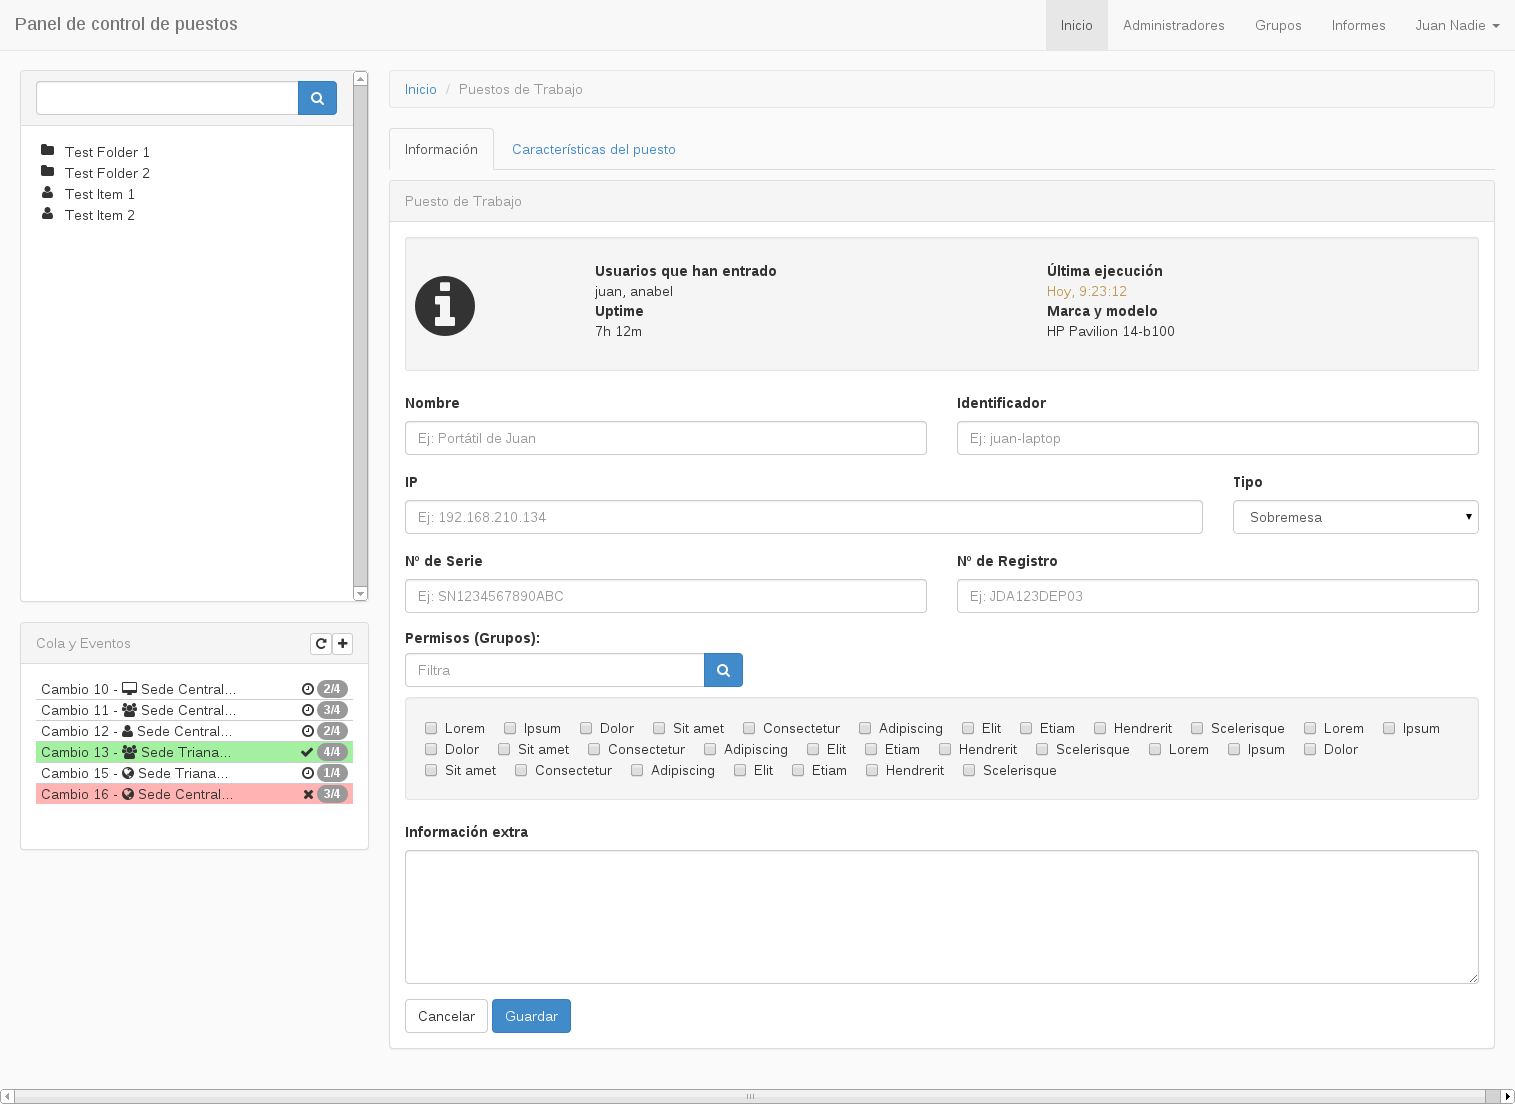 Panel de control de puestos
Inicio Administradores Grupos Informes Juan Nadie
Test Folder 1
Test Folder 2
Test Item 1
Test Item 2
Cola y Eventos
Cambio 10 - Sede Central... 2/4
Cambio 11 - Sede Central... 3/4
Cambio 12 - Sede Central... 2/4
Cambio 13 - Sede Triana... 4/4
Cambio 15 - Sede Triana... 1/4
Cambio 16 - Sede Central... 3/4
Inicio / Puestos de Trabajo
Información Características del puesto
Puesto de Trabajo
Usuarios que han entrado
juan, anabel
Uptime
7h 12m
Última ejecución
Hoy, 9:23:12
Marca y modelo
HP Pavilion 14-b100
Nombre Identificador
Ej: Portátil de Juan Ej: juan-laptop
IP Tipo
Ej: 192.168.210.134 Sobremesa
Nº de Serie Nº de Registro
Ej: SN1234567890ABC Ej: JDA123DEP03
Permisos (Grupos):
Filtra
Lorem Ipsum Dolor Sit amet Consectetur Adipiscing Elit Etiam Hendrerit Scelerisque Lorem Ipsum
Dolor Sit amet Consectetur Adipiscing Elit Etiam Hendrerit Scelerisque Lorem Ipsum Dolor
Sit amet Consectetur Adipiscing Elit Etiam Hendrerit Scelerisque
Información extra
Cancelar Guardar